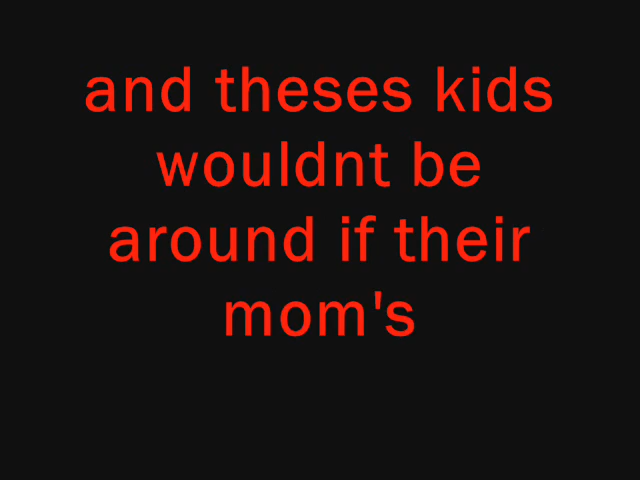 and theses kids
wouldnt be
around if their
mom's